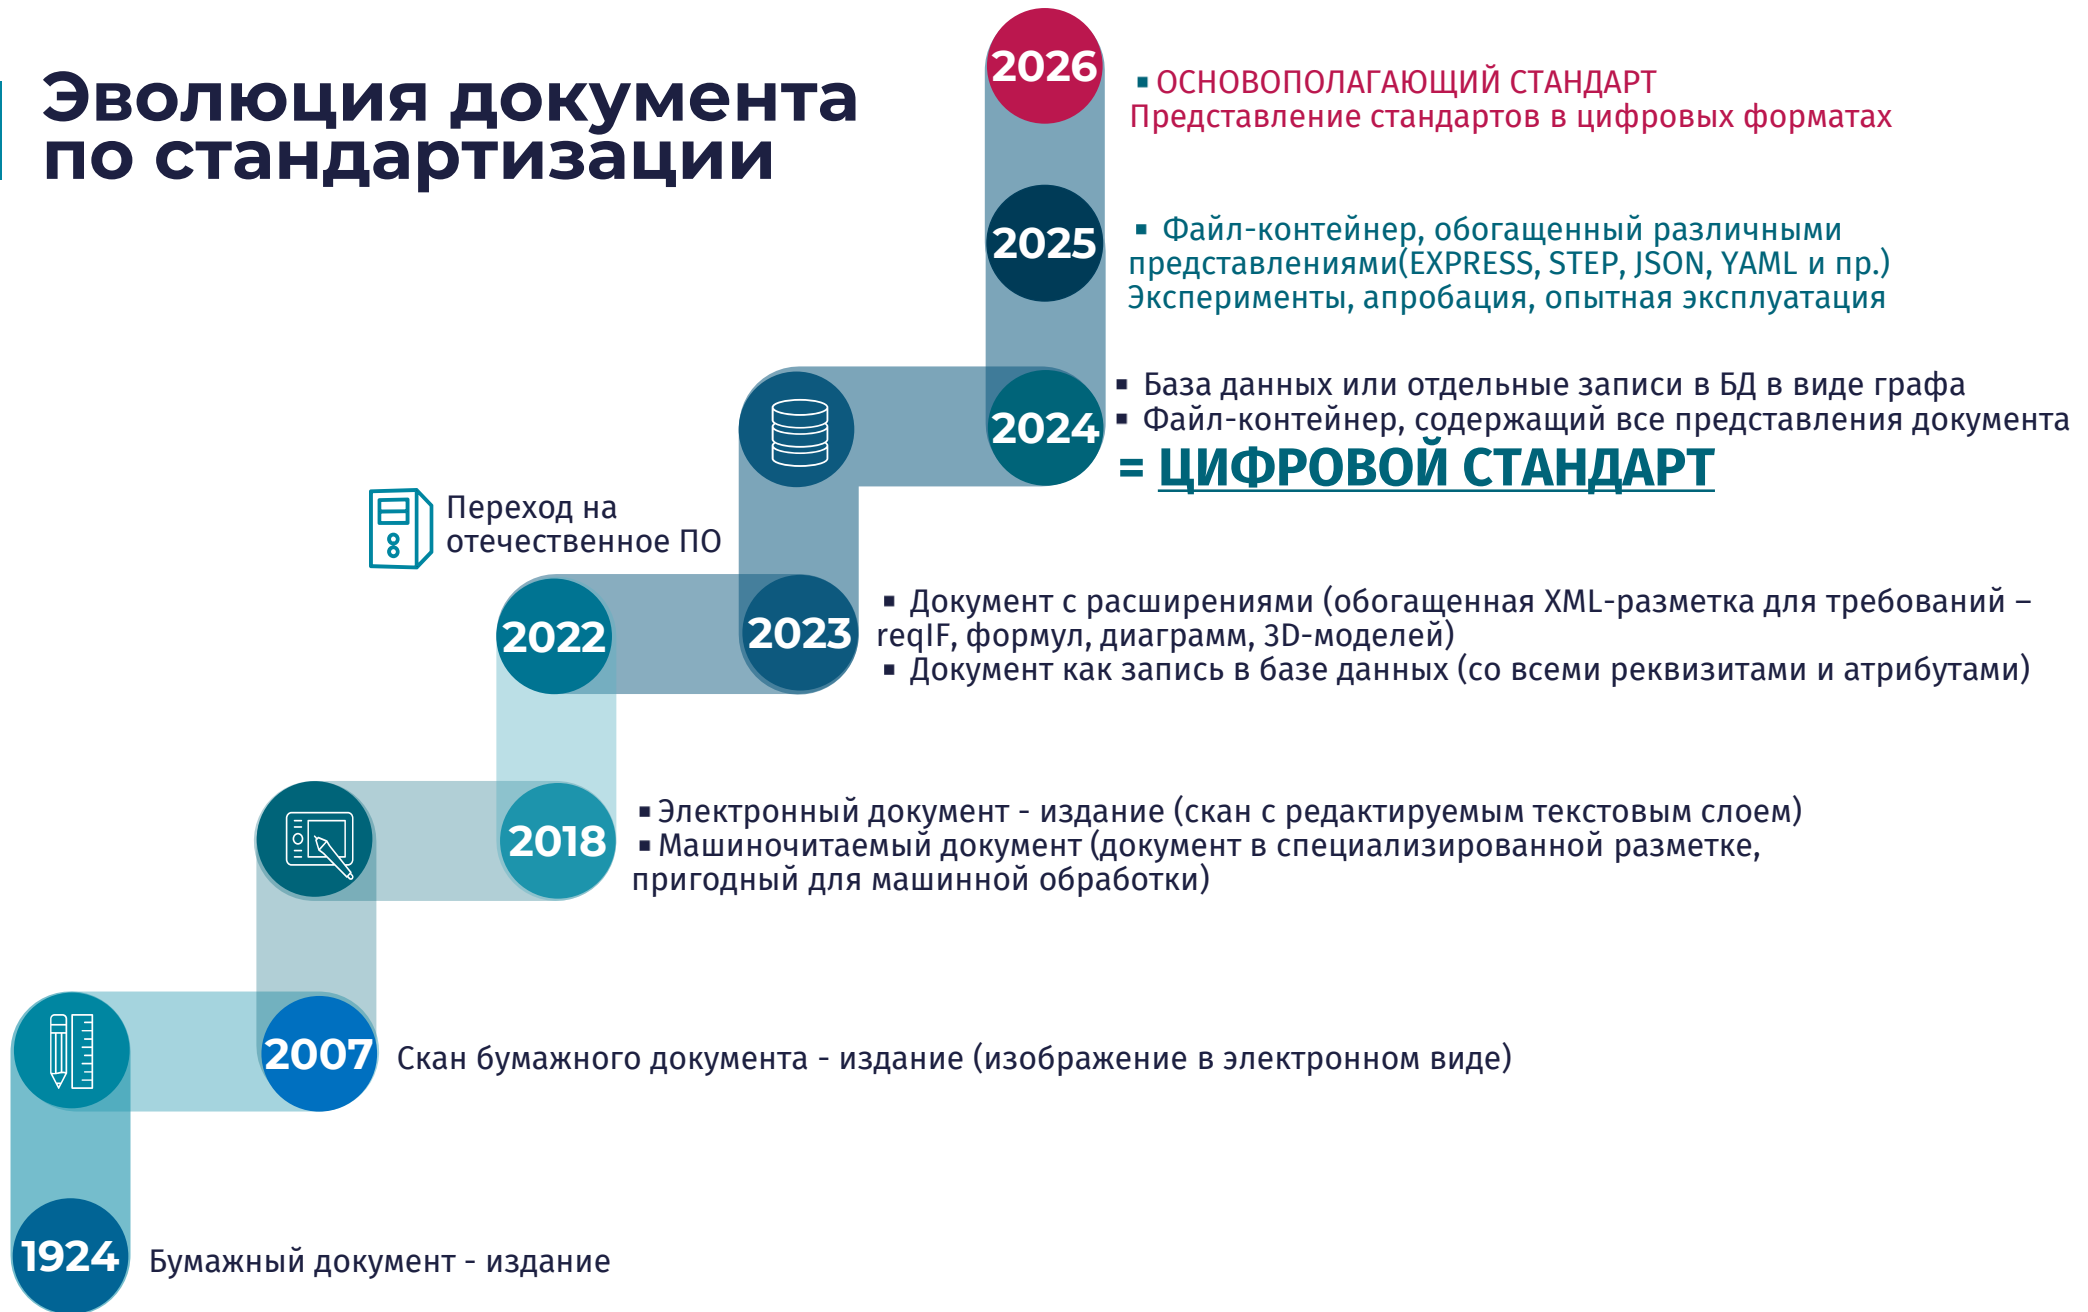 Эволюция документа
по стандартизации
2026
▪ ОСНОВОПОЛАГАЮЩИЙ СТАНДАРТ
Представление стандартов в цифровых форматах
2025
▪ Файл-контейнер, обогащенный различными
представлениями(EXPRESS, STEP, JSON, YAML и пр.)
Эксперименты, апробация, опытная эксплуатация
2024
▪ База данных или отдельные записи в БД в виде графа
▪ Файл-контейнер, содержащий все представления документа
= ЦИФРОВОЙ СТАНДАРТ
Переход на
отечественное ПО
2022
2023
▪ Документ с расширениями (обогащенная XML-разметка для требований –
reqIF, формул, диаграмм, 3D-моделей)
▪ Документ как запись в базе данных (со всеми реквизитами и атрибутами)
2018
▪ Электронный документ - издание (скан с редактируемым текстовым слоем)
▪ Машиночитаемый документ (документ в специализированной разметке,
пригодный для машинной обработки)
2007
Скан бумажного документа - издание (изображение в электронном виде)
1924
Бумажный документ - издание